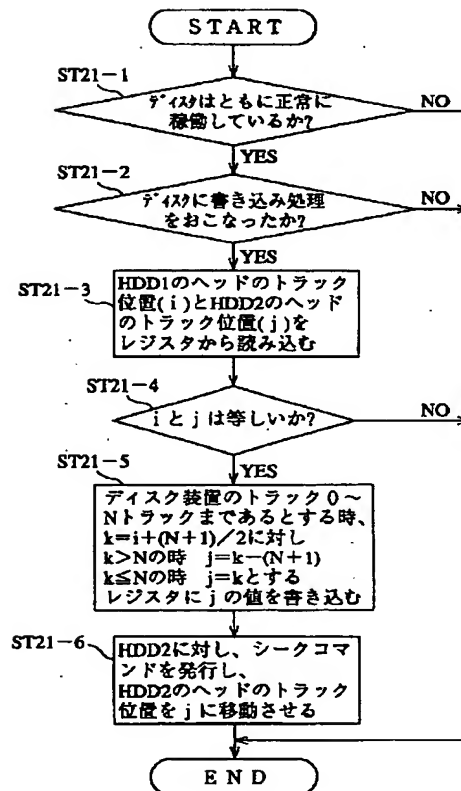 START
ST21-1
ディスクはともに正常に
稼働しているか?
NO
YES
ST21-2
ディスクに書き込み処理
をおこなったか?
NO
YES
ST21-3
HDD1のヘッドのトラック
位置(i)とHDD2のヘッド
のトラック位置(j)を
レジスタから読み込む
ST21-4
iとjは等しいか?
NO
YES
ST21-5
ディスク装置のトラック0〜
Nトラックまであるとする時、
k=i+(N+1)/2に対し
k>Nの時 j=k-(N+1)
k≦Nの時 j=kとする
レジスタにjの値を書き込む
ST21-6
HDD2に対し、シークコマ
ンドを発行し、
HDD2のヘッドのトラック
位置をjに移動させる
END